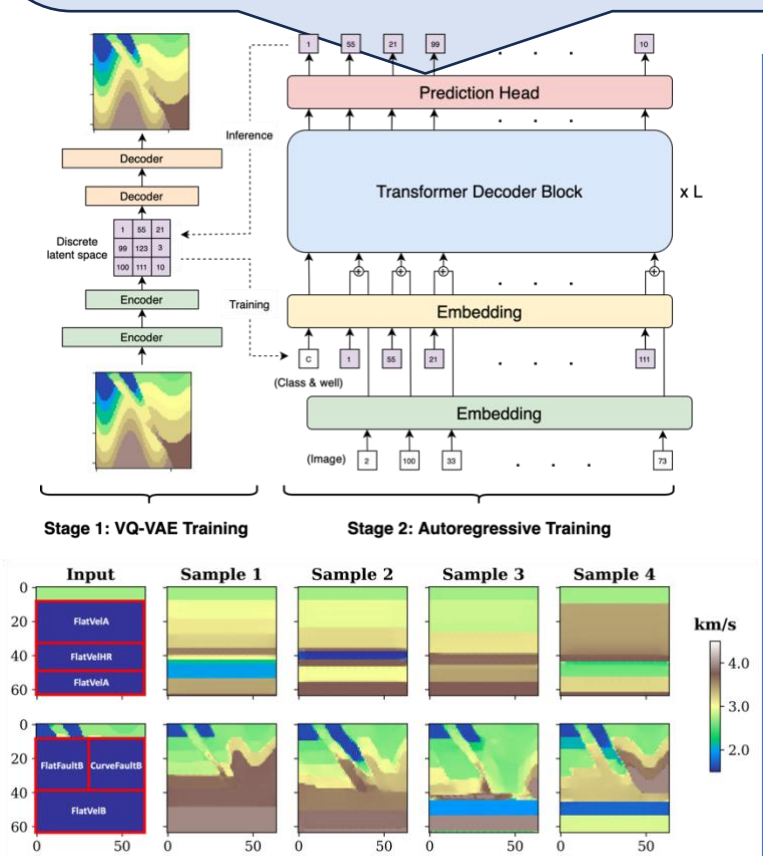 1 55 21 99 . . . 10
Prediction Head
. . .
Inference
Decoder
Decoder
Transformer Decoder Block
x L
Discrete
latent space
1 55 21
99 123 3
100 111 10
Training
Encoder
Encoder
+ + + . . . +
Embedding
C 1 55 21 . . . 111
(Class & well)
Embedding
(Image) 2 100 33 . . . 73
Stage 1: VQ-VAE Training
Stage 2: Autoregressive Training
Input Sample 1 Sample 2 Sample 3 Sample 4
0
20
40
60
FlatVelA
FlatVelHR
FlatVelA
km/s
4.0
3.0
2.0
0
20
40
60
FlatFaultB CurveFaultB
FlatVelB
0 50 0 50 0 50 0 50 0 50